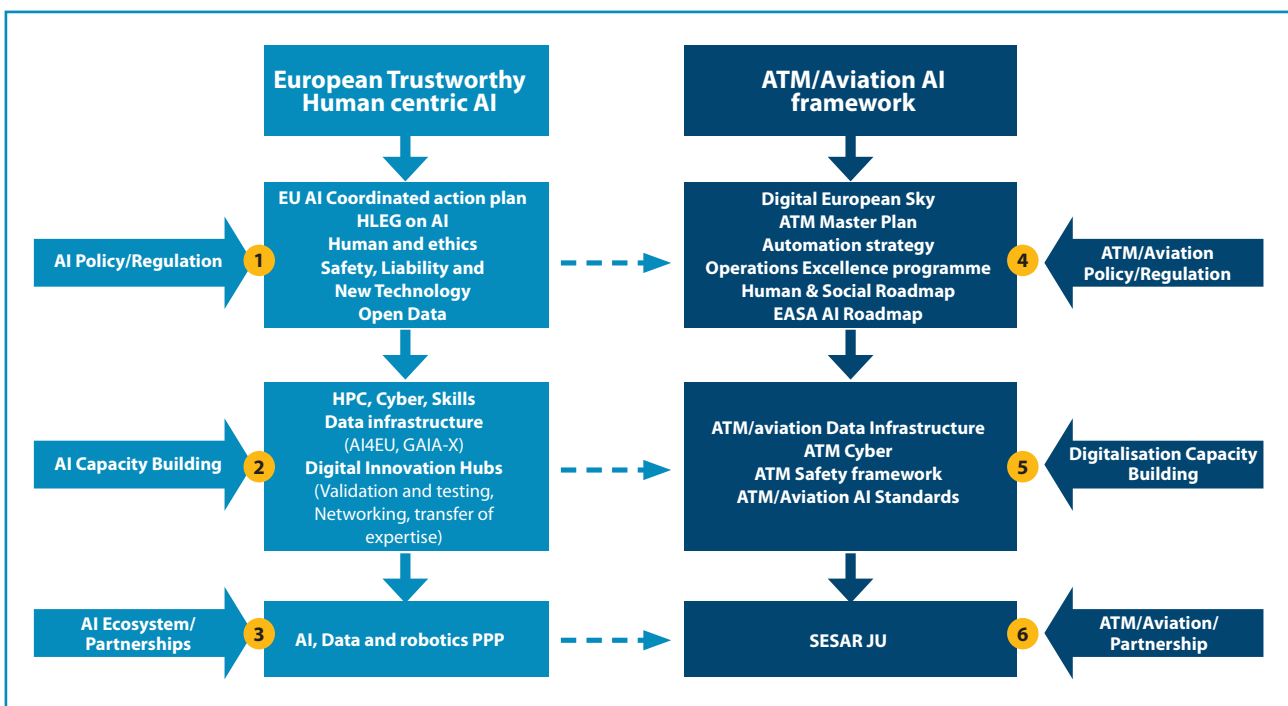 European Trustworthy
Human centric AI
ATM/Aviation AI
framework
AI Policy/Regulation
1
EU AI Coordinated action plan
HLEG on AI
Human and ethics
Safety, Liability and
New Technology
Open Data
Digital European Sky
ATM Master Plan
Automation strategy
Operations Excellence programme
Human & Social Roadmap
EASA AI Roadmap
4
ATM/Aviation
Policy/Regulation
AI Capacity Building
2
HPC, Cyber, Skills
Data infrastructure
(AI4EU, GAIA-X)
Digital Innovation Hubs
(Validation and testing,
Networking, transfer of
expertise)
ATM/aviation Data Infrastructure
ATM Cyber
ATM Safety framework
ATM/Aviation AI Standards
5
Digitalisation Capacity
Building
AI Ecosystem/
Partnerships
3
AI, Data and robotics PPP
SESAR JU
6
ATM/Aviation/
Partnership